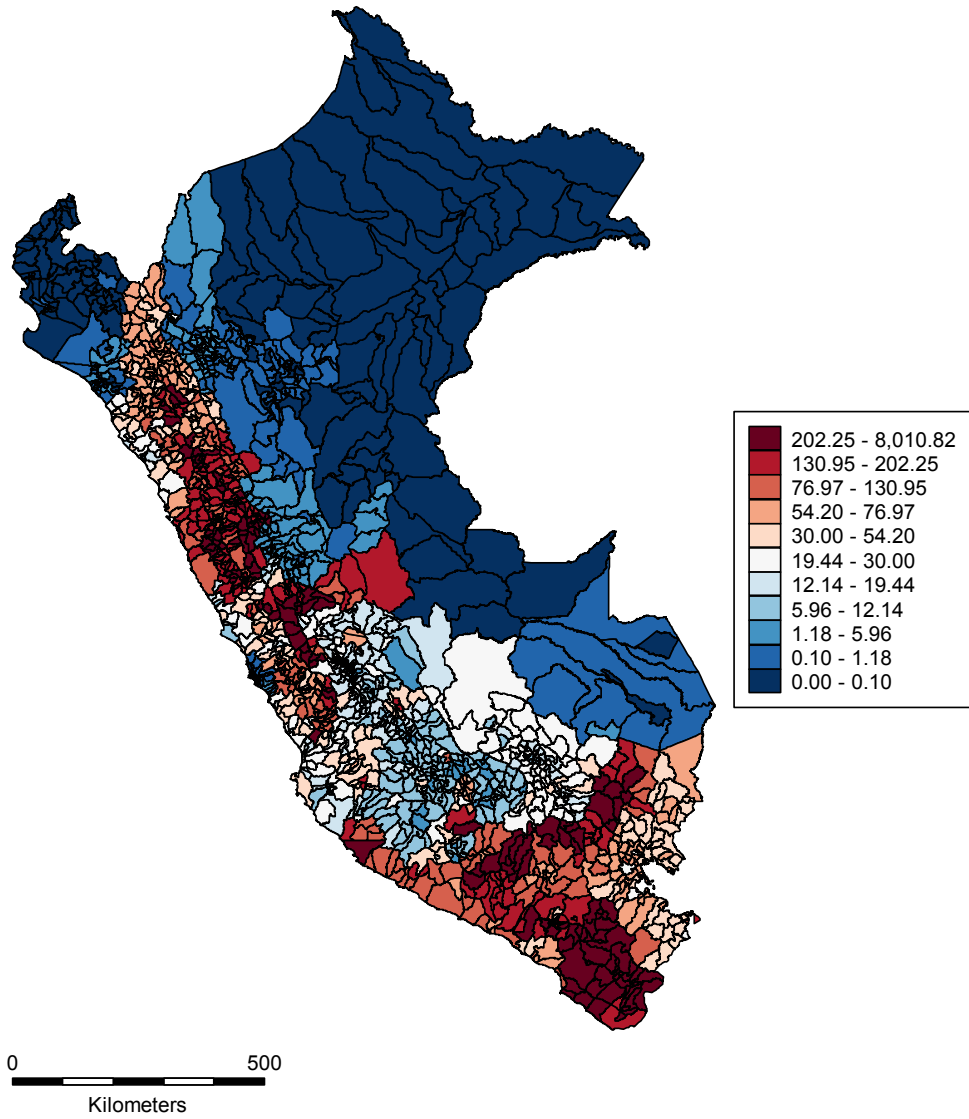 202.25 - 8,010.82
130.95 - 202.25
76.97 - 130.95
54.20 - 76.97
30.00 - 54.20
19.44 - 30.00
12.14 - 19.44
5.96 - 12.14
1.18 - 5.96
0.10 - 1.18
0.00 - 0.10
0 500
Kilometers